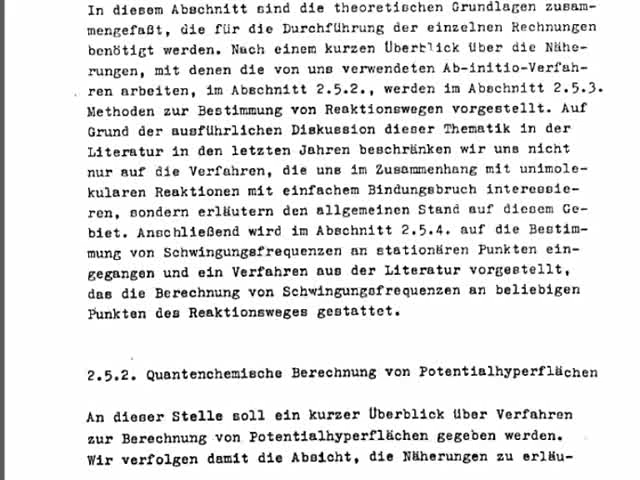 In diesem Abschnitt sind die theoretischen Grundlagen zusam-
mengefaßt, die für die Durchführung der einzelnen Rechnungen
benötigt werden. Nach einem kurzen Überblick über die Nähe-
rungen, mit denen die von uns verwendeten Ab-initio-Verfah-
ren arbeiten, im Abschnitt 2.5.2., werden im Abschnitt 2.5.3.
Methoden zur Bestimmung von Reaktionswegen vorgestellt. Auf
Grund der ausführlichen Diskussion dieser Thematik in der
Literatur in den letzten Jahren beschränken wir uns nicht
nur auf die Verfahren, die uns im Zusammenhang mit unimole-
kularen Reaktionen mit einfachem Bindungsbruch interessie-
ren, sondern erläutern den allgemeinen Stand auf diesem Ge-
biet. Anschließend wird im Abschnitt 2.5.4. auf die Bestim-
mung von Schwingungsfrequenzen an stationären Punkten ein-
gegangen und ein Verfahren aus der Literatur vorgestellt,
das die Berechnung von Schwingungsfrequenzen an beliebigen
Punkten des Reaktionsweges gestattet.
2.5.2. Quantenchemische Berechnung von Potentialhyperflächen
An dieser Stelle soll ein kurzer Überblick über Verfahren
zur Berechnung von Potentialhyperflächen gegeben werden.
Wir verfolgen damit die Absicht, die Näherungen zu erläu-